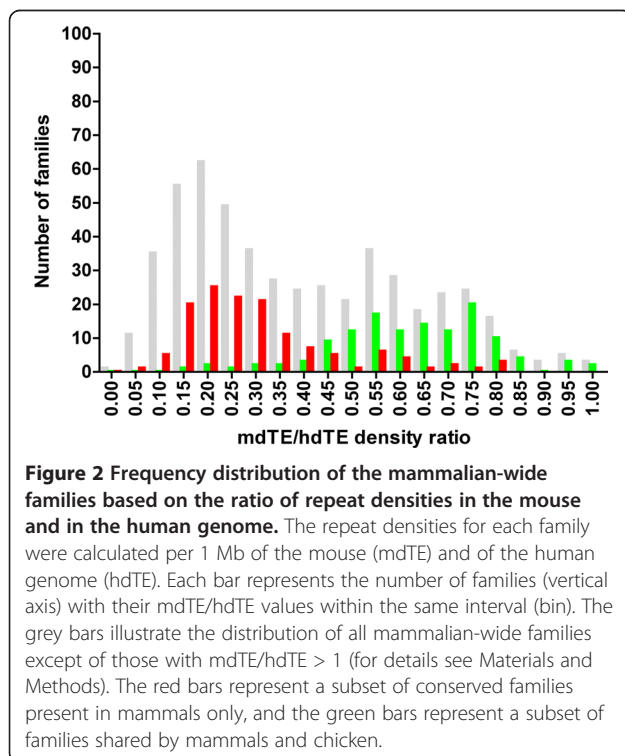 100
90
80
70
60
50
40
30
20
10
0
Number of families
0.00
0.05
0.10
0.15
0.20
0.25
0.30
0.35
0.40
0.45
0.50
0.55
0.60
0.65
0.70
0.75
0.80
0.85
0.90
0.95
1.00
mdTE/hdTE density ratio
Figure 2 Frequency distribution of the mammalian-wide
families based on the ratio of repeat densities in the mouse
and in the human genome. The repeat densities for each family
were calculated per 1 Mb of the mouse (mdTE) and of the human
genome (hdTE). Each bar represents the number of families (vertical
axis) with their mdTE/hdTE values within the same interval (bin). The
grey bars illustrate the distribution of all mammalian-wide families
except of those with mdTE/hdTE > 1 (for details see Materials and
Methods). The red bars represent a subset of conserved families
present in mammals only, and the green bars represent a subset of
families shared by mammals and chicken.